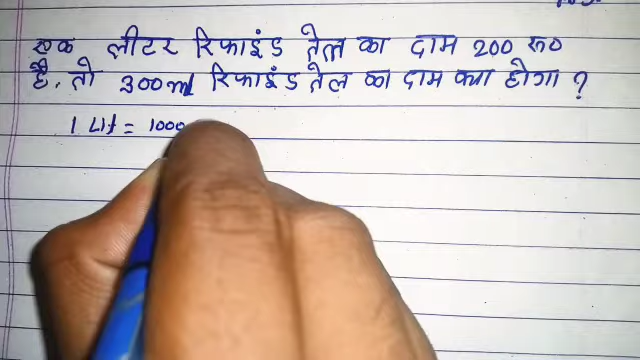 एक लीटर रिफाइंड तेल का दाम 200 रू०
है. तो 300ml रिफाइंड तेल का दाम क्या होगा ?
1 Lit = 1000